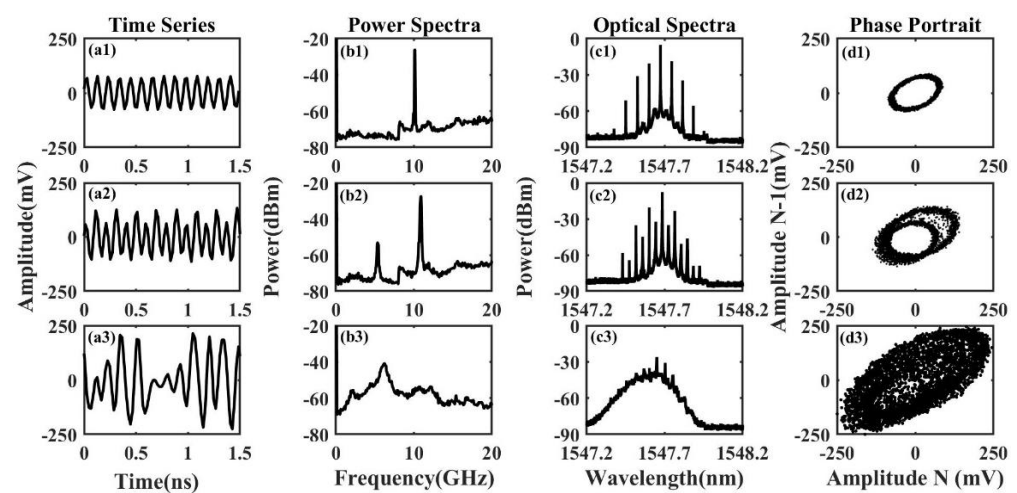 Time Series Power Spectra Optical Spectra Phase Portrait
250 (a1) 0 -250 0 0.5 1 1.5
-20 (b1) -40 -60 -80 0 10 20
0 (c1) -30 -60 -90 1547.2 1547.7 1548.2
250 (d1) 0 -250 -250 0 250
250 (a2) 0 -250 0 0.5 1 1.5
-20 (b2) -40 -60 -80 0 10 20
0 (c2) -30 -60 -90 1547.2 1547.7 1548.2
250 (d2) 0 -250 -250 0 250
250 (a3) 0 -250 0 0.5 1 1.5
-20 (b3) -40 -60 -80 0 10 20
0 (c3) -30 -60 -90 1547.2 1547.7 1548.2
250 (d3) 0 -250 -250 0 250
Amplitude(mV)
Power(dBm)
Power(dBm)
Amplitude N-1(mV)
Time(ns) Frequency(GHz) Wavelength(nm) Amplitude N (mV)